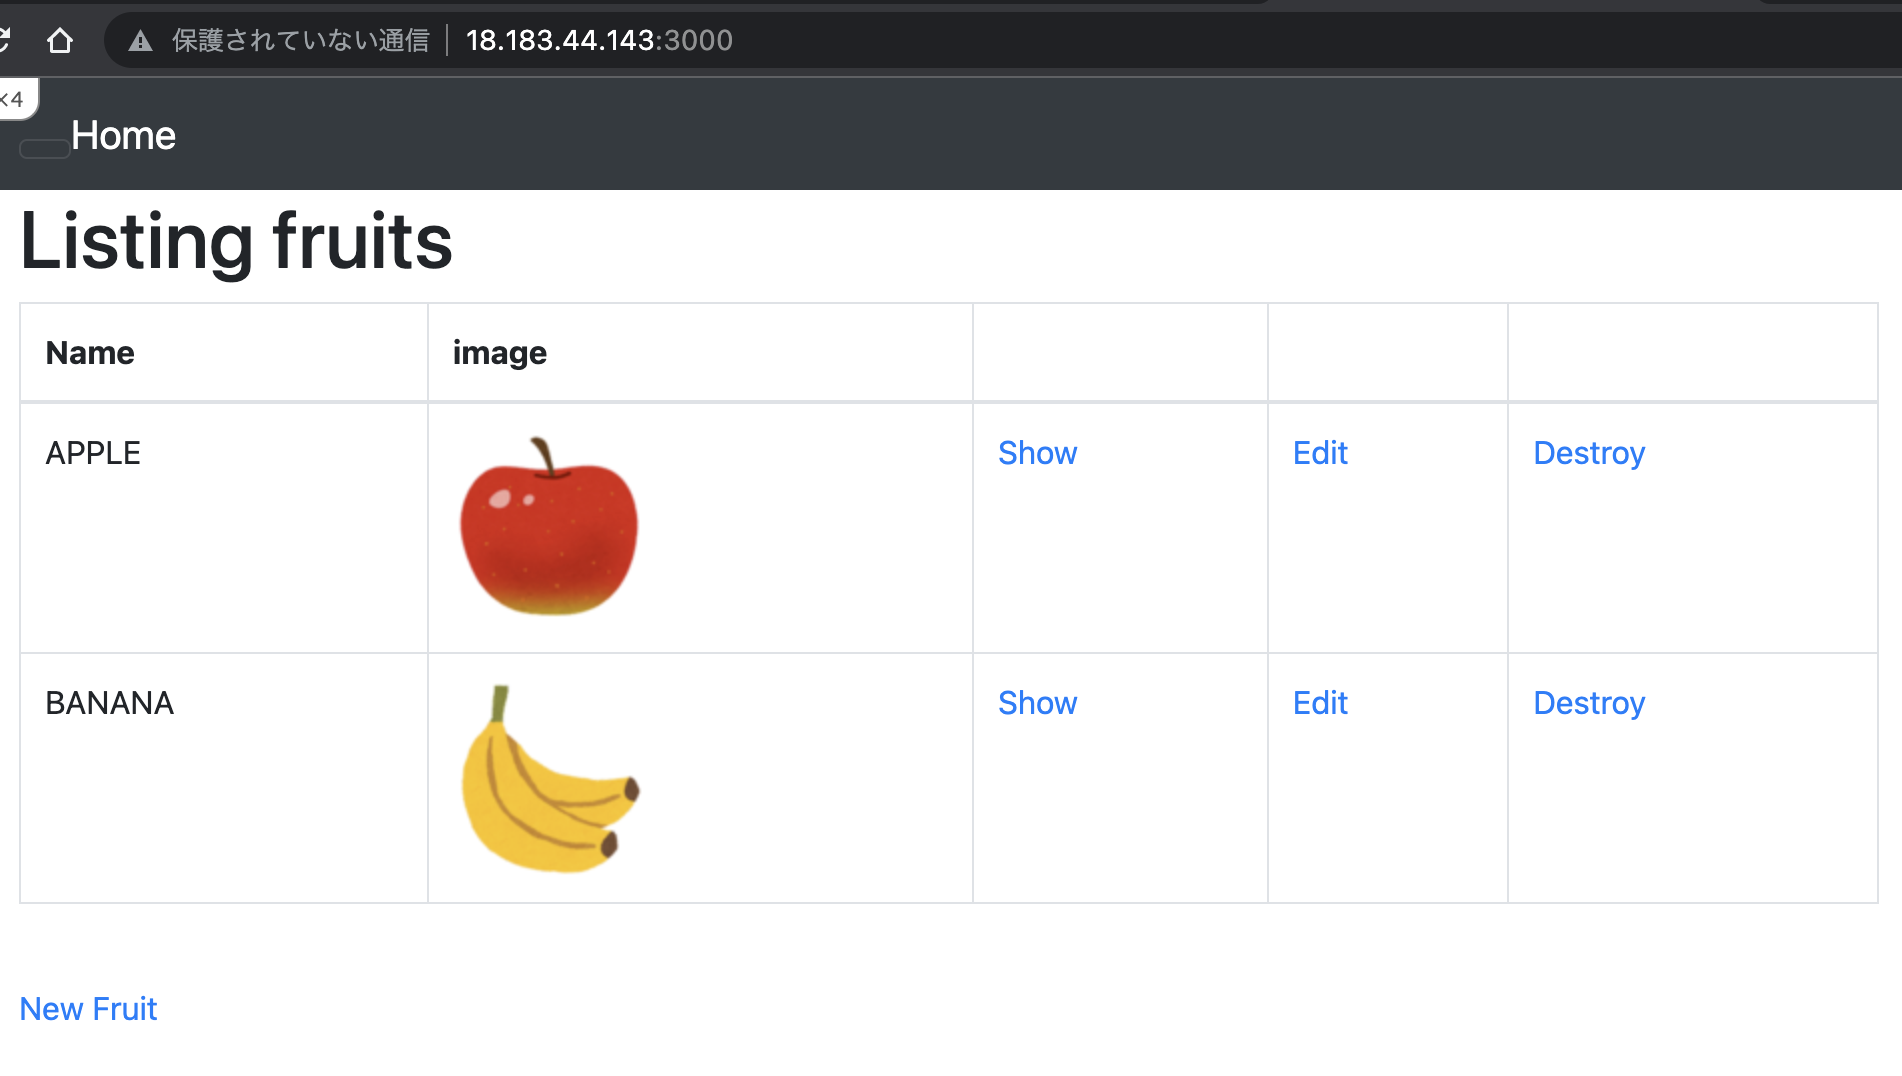 保護されていない通信 | 18.183.44.143:3000
×4
Home
Listing fruits
Name image
APPLE Show Edit Destroy
BANANA Show Edit Destroy
New Fruit